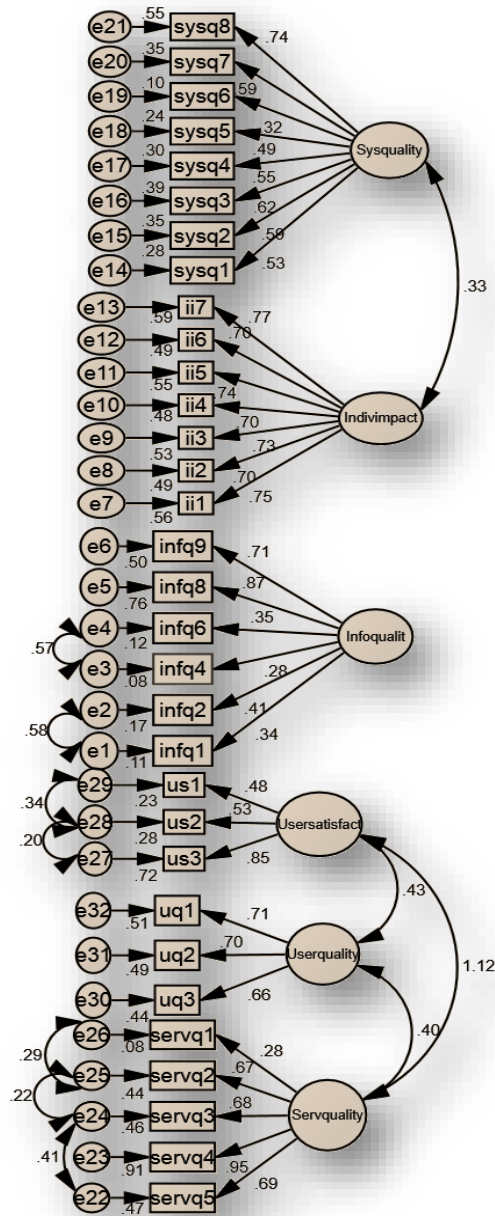 e21 .55 sysq8 .74
e20 .35 sysq7 .59
e19 .10 sysq6 .32
e18 .24 sysq5 .49
e17 .30 sysq4 .55
e16 .39 sysq3 .62
e15 .35 sysq2 .59
e14 .28 sysq1 .53
Sysquality
.33
e13 .59 ii7 .77
e12 .49 ii6 .70
e11 .55 ii5 .74
e10 .48 ii4 .70
e9 .53 ii3 .73
e8 .49 ii2 .70
e7 .56 ii1 .75
Indivimpact
e6 .50 infq9 .71
e5 .76 infq8 .87
e4 .12 infq6 .35
.57
e3 .08 infq4 .28
e2 .17 infq2 .41
.58
e1 .11 infq1 .34
Infoqualit
e29 .23 us1 .48
.34
e28 .28 us2 .53
.20
e27 .72 us3 .85
Usersatisfact
.43
e32 .51 uq1 .71
e31 .49 uq2 .70
e30 .44 uq3 .66
Userquality
1.12
.40
e26 .08 servq1 .28
.29
e25 .44 servq2 .67
.22
e24 .46 servq3 .68
.41
e23 .91 servq4 .95
e22 .47 servq5 .69
Servquality